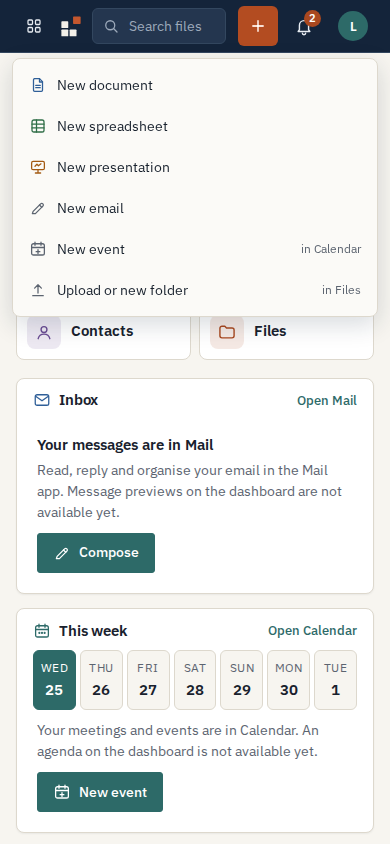 Search files
2
L
New document
New spreadsheet
New presentation
New email
New event in Calendar
Upload or new folder in Files
Contacts Files
Inbox Open Mail
Your messages are in Mail
Read, reply and organise your email in the Mail
app. Message previews on the dashboard are not
available yet.
Compose
This week Open Calendar
WED THU FRI SAT SUN MON TUE
25 26 27 28 29 30 1
Your meetings and events are in Calendar. An
agenda on the dashboard is not available yet.
New event